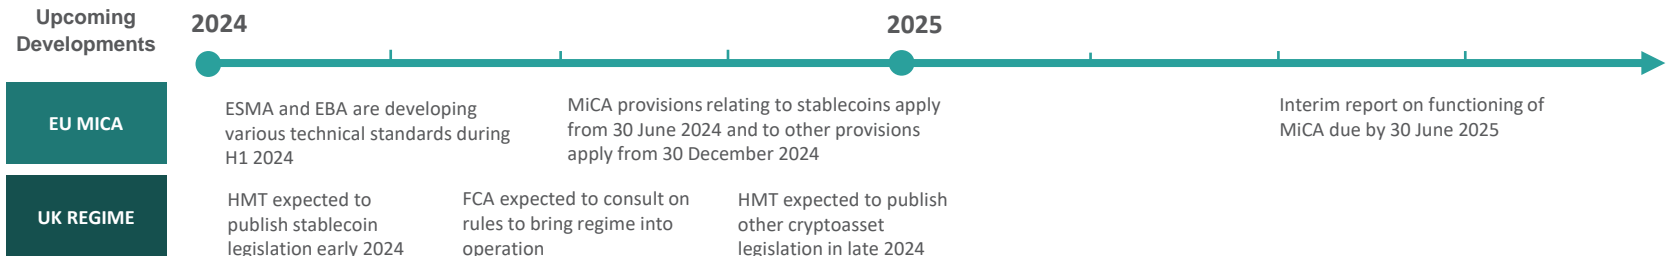 Upcoming
Developments
2024
2025
EU MICA
ESMA and EBA are developing
various technical standards during
H1 2024
MiCA provisions relating to stablecoins apply
from 30 June 2024 and to other provisions
apply from 30 December 2024
Interim report on functioning of
MiCA due by 30 June 2025
UK REGIME
HMT expected to
publish stablecoin
legislation early 2024
FCA expected to consult on
rules to bring regime into
operation
HMT expected to publish
other cryptoasset
legislation in late 2024